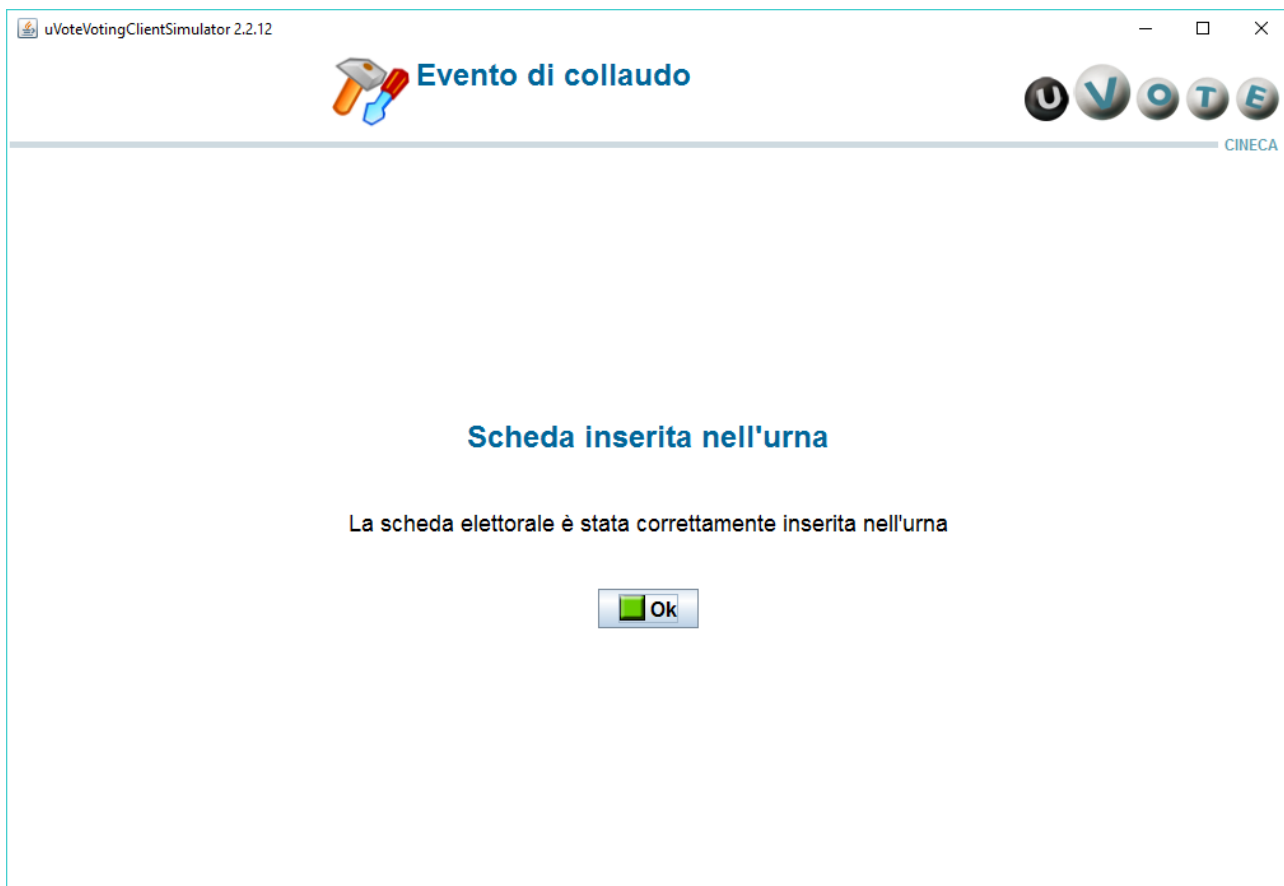 uVoteVotingClientSimulator 2.2.12
Evento di collaudo
U VOTE
CINECA
Scheda inserita nell'urna
La scheda elettorale è stata correttamente inserita nell'urna
Ok